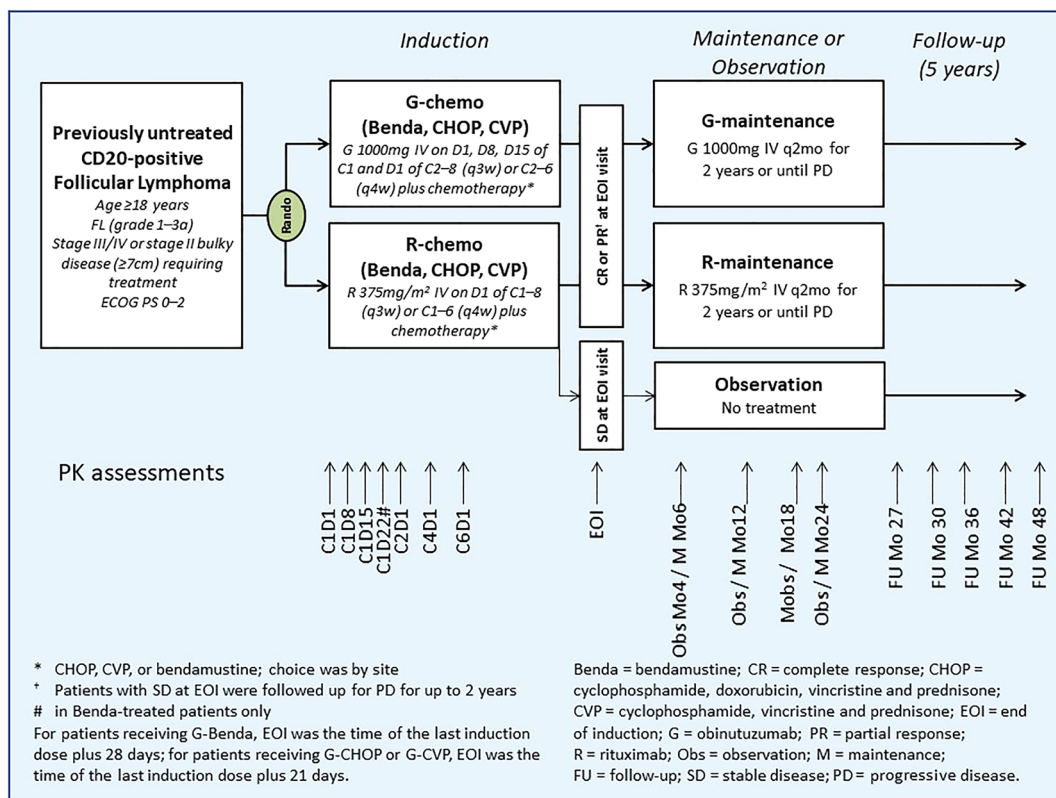 Induction
Maintenance or
Observation
Follow-up
(5 years)
Previously untreated
CD20-positive
Follicular Lymphoma
Age ≥18 years
FL (grade 1–3a)
Stage III/IV or stage II bulky
disease (≥7cm) requiring
treatment
ECOG PS 0–2
Rando
G-chemo
(Benda, CHOP, CVP)
G 1000mg IV on D1, D8, D15 of
C1 and D1 of C2–8 (q3w) or C2–6
(q4w) plus chemotherapy*
R-chemo
(Benda, CHOP, CVP)
R 375mg/m² IV on D1 of C1–8
(q3w) or C1–6 (q4w) plus
chemotherapy*
CR or PR† at EOI visit
SD at EOI visit
G-maintenance
G 1000mg IV q2mo for
2 years or until PD
R-maintenance
R 375mg/m² IV q2mo for
2 years or until PD
Observation
No treatment
PK assessments
C1D1
C1D8
C1D15
C1D22#
C2D1
C4D1
C6D1
EOI
Obs Mo4 / M Mo6
Obs / M Mo12
Mobs / Mo18
Obs / M Mo24
FU Mo 27
FU Mo 30
FU Mo 36
FU Mo 42
FU Mo 48
* CHOP, CVP, or bendamustine; choice was by site
† Patients with SD at EOI were followed up for PD for up to 2 years
# in Benda-treated patients only
For patients receiving G-Benda, EOI was the time of the last induction
dose plus 28 days; for patients receiving G-CHOP or G-CVP, EOI was the
time of the last induction dose plus 21 days.
Benda = bendamustine; CR = complete response; CHOP =
cyclophosphamide, doxorubicin, vincristine and prednisone;
CVP = cyclophosphamide, vincristine and prednisone; EOI = end
of induction; G = obinutuzumab; PR = partial response;
R = rituximab; Obs = observation; M = maintenance;
FU = follow-up; SD = stable disease; PD = progressive disease.